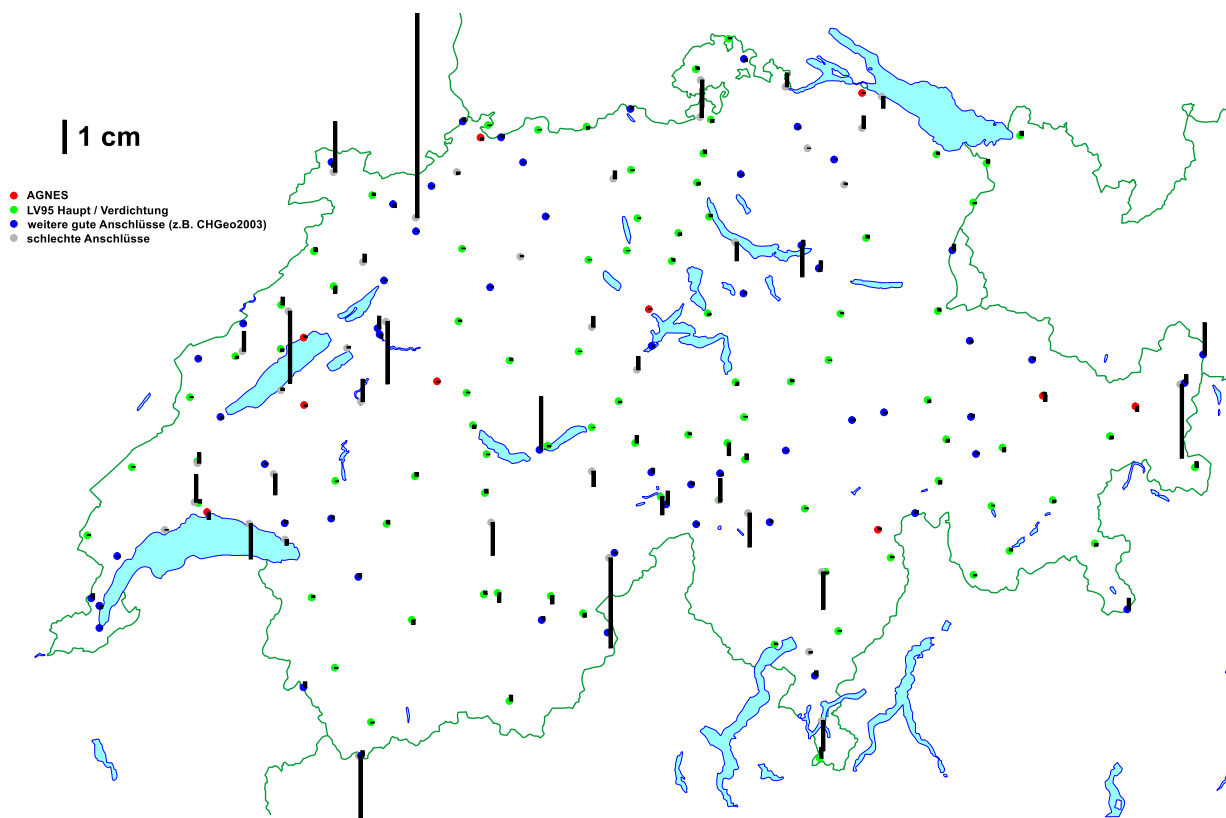 1 cm
AGNES
LV95 Haupt / Verdichtung
weitere gute Anschlüsse (z.B. CHGeo2003)
schlechte Anschlüsse